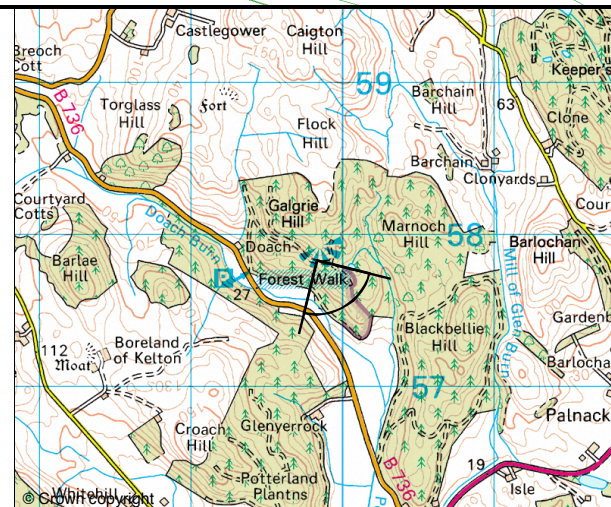 Castlegower
Caigton
Hill
Breoch
Cott
59
Keeper's
B 736
Torglass
Hill
Fort
Barchain
Hill
63
Clone
Flock
Hill
Barchain
Clonyards
Courtyard
Cotts
Galgrie
Hill
Cour
Doach Burn
Marnoch
Hill
58
Doach
Barlochan
Hill
Barlae
Hill
P
Forest Walk
27
Mill of Glen Burn
Gardenb
Blackbellie
Hill
112
Moat
Boreland
of Kelton
Barlocha
57
Palnack
Croach
Hill
Glenyerrock
B 736
19
Potterland
Plantns
Isle
Whitehill
© Crown copyright